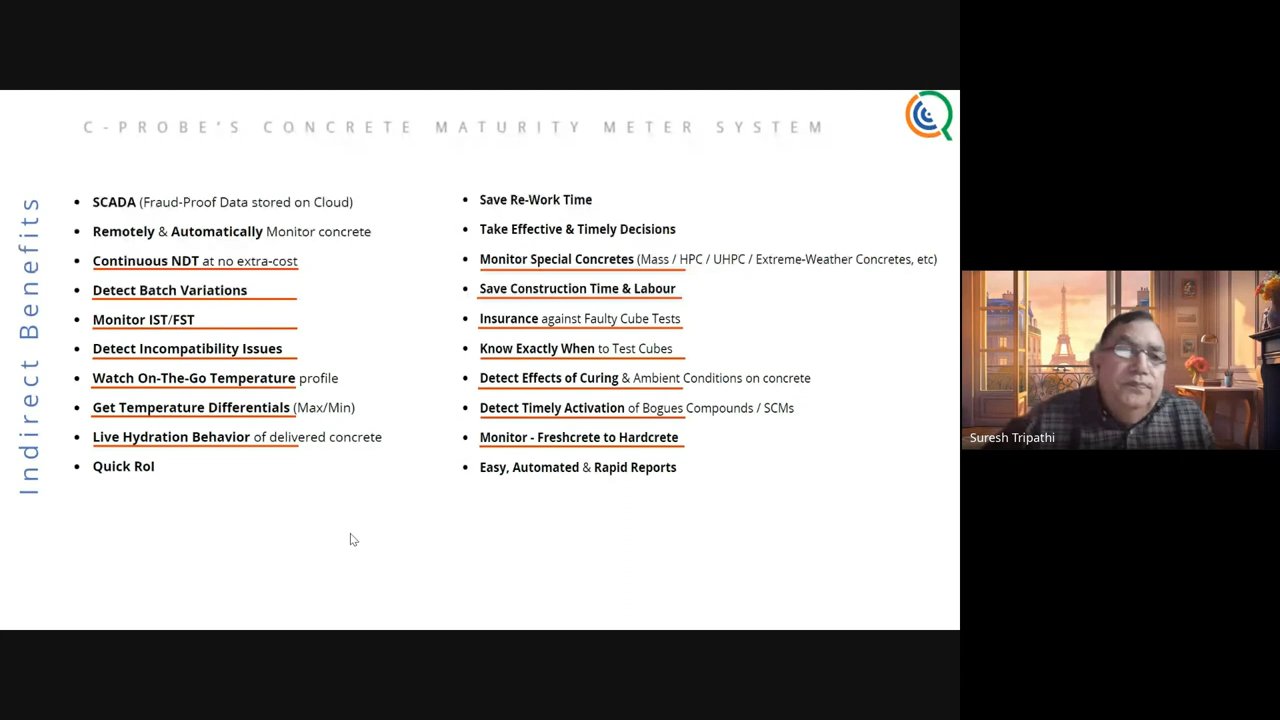 C-PROBE'S CONCRETE MATURITY METER SYSTEM
Indirect Benefits
SCADA (Fraud-Proof Data stored on Cloud)
Remotely & Automatically Monitor concrete
Continuous NDT at no extra-cost
Detect Batch Variations
Monitor IST/FST
Detect Incompatibility Issues
Watch On-The-Go Temperature profile
Get Temperature Differentials (Max/Min)
Live Hydration Behavior of delivered concrete
Quick RoI
Save Re-Work Time
Take Effective & Timely Decisions
Monitor Special Concretes (Mass / HPC / UHPC / Extreme-Weather Concretes, etc)
Save Construction Time & Labour
Insurance against Faulty Cube Tests
Know Exactly When to Test Cubes
Detect Effects of Curing & Ambient Conditions on concrete
Detect Timely Activation of Bogues Compounds / SCMs
Monitor - Freshcrete to Hardcrete
Easy, Automated & Rapid Reports
Suresh Tripathi